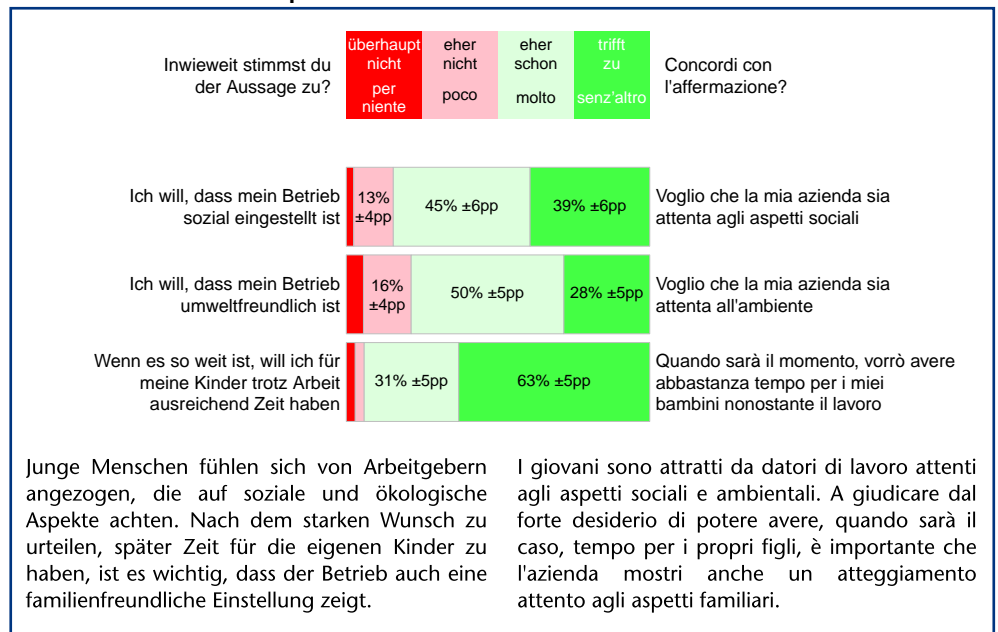 Inwieweit stimmst du
der Aussage zu?
überhaupt
nicht
per
niente
eher
nicht
poco
eher
schon
molto
trifft
zu
senz'altro
Concordi con
l'affermazione?
Ich will, dass mein Betrieb
sozial eingestellt ist
13%
±4pp
45% ±6pp
39% ±6pp
Voglio che la mia azienda sia
attenta agli aspetti sociali
Ich will, dass mein Betrieb
umweltfreundlich ist
16%
±4pp
50% ±5pp
28% ±5pp
Voglio che la mia azienda sia
attenta all'ambiente
Wenn es so weit ist, will ich für
meine Kinder trotz Arbeit
ausreichend Zeit haben
31% ±5pp
63% ±5pp
Quando sarà il momento, vorrò avere
abbastanza tempo per i miei
bambini nonostante il lavoro
Junge Menschen fühlen sich von Arbeitgebern
angezogen, die auf soziale und ökologische
Aspekte achten. Nach dem starken Wunsch zu
urteilen, später Zeit für die eigenen Kinder zu
haben, ist es wichtig, dass der Betrieb auch eine
familienfreundliche Einstellung zeigt.
I giovani sono attratti da datori di lavoro attenti
agli aspetti sociali e ambientali. A giudicare dal
forte desiderio di potere avere, quando sarà il
caso, tempo per i propri figli, è importante che
l'azienda mostri anche un atteggiamento
attento agli aspetti familiari.